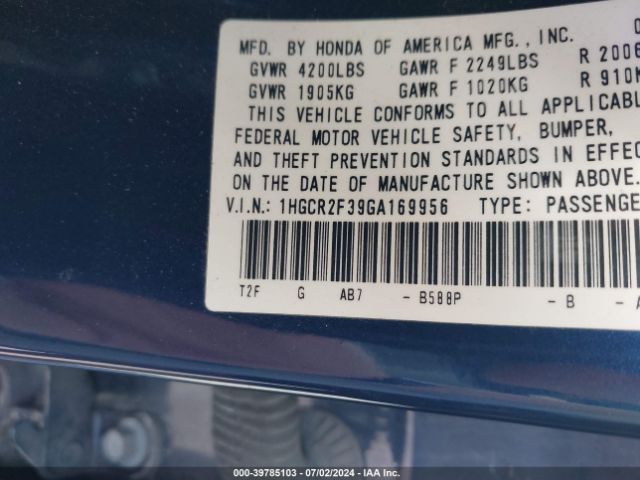 MFD. BY HONDA OF AMERICA MFG., INC.
GVWR 4200LBS GAWR F 2249LBS R 2006
GVWR 1905KG GAWR F 1020KG R 910K
THIS VEHICLE CONFORMS TO ALL APPLICABL
FEDERAL MOTOR VEHICLE SAFETY, BUMPER,
AND THEFT PREVENTION STANDARDS IN EFFEC
ON THE DATE OF MANUFACTURE SHOWN ABOVE.
V.I.N.: 1HGCR2F39GA169956 TYPE: PASSENGE
T2F G AB7 - B588P - B - A
000-39785103 - 07/02/2024 - IAA Inc.